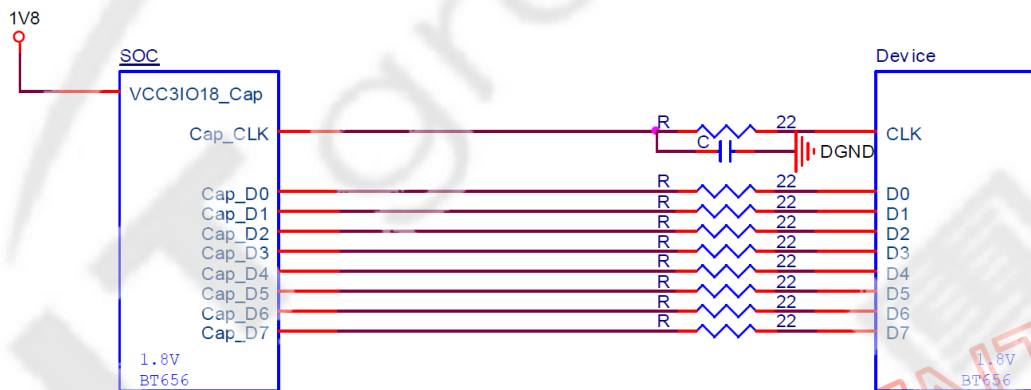 1V8
SOC
Device
VCC3IO18_Cap
Cap_CLK
R
22
CLK
C
DGND
Cap_D0
R
22
D0
Cap_D1
R
22
D1
Cap_D2
R
22
D2
Cap_D3
R
22
D3
Cap_D4
R
22
D4
Cap_D5
R
22
D5
Cap_D6
R
22
D6
Cap_D7
R
22
D7
1.8V
BT656
1.8V
BT656